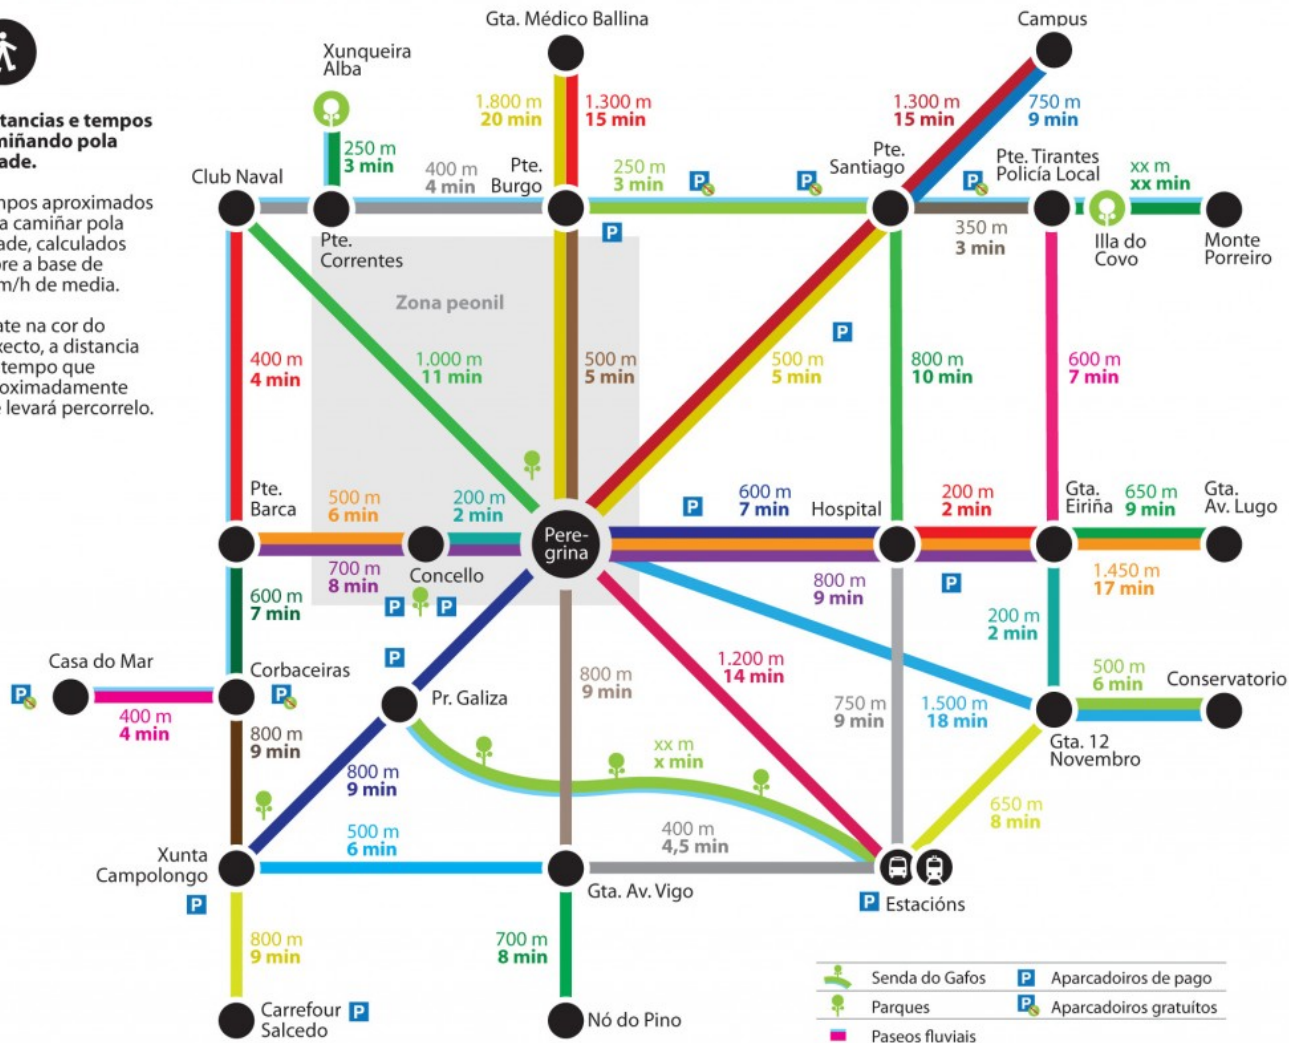 Gta. Médico Ballina
Campus
Xunqueira
Alba
1.800 m
20 min
1.300 m
15 min
1.300 m
15 min
750 m
9 min
tancias e tempos
miñando pola
ade.
250 m
3 min
400 m
4 min
Pte.
Burgo
250 m
3 min
Pte.
Santiago
Pte. Tirantes
Policía Local
xx m
xx min
Club Naval
mpos aproximados
a camiñar pola
ade, calculados
re a base de
m/h de media.
Pte.
Correntes
P
P
P
P
350 m
3 min
Illa do
Covo
Monte
Porreiro
Zona peonil
ate na cor do
xecto, a distancia
tempo que
oximadamente
e levará percorrelo.
400 m
4 min
1.000 m
11 min
500 m
5 min
500 m
5 min
P
800 m
10 min
600 m
7 min
Pte.
Barca
500 m
6 min
200 m
2 min
Pere-
grina
P
600 m
7 min
Hospital
200 m
2 min
Gta.
Eiriña
650 m
9 min
Gta.
Av. Lugo
700 m
8 min
Concello
P
P
800 m
9 min
P
1.450 m
17 min
600 m
7 min
200 m
2 min
Casa do Mar
P
400 m
4 min
Corbaceiras
P
P
Pr. Galiza
800 m
9 min
1.200 m
14 min
750 m
9 min
1.500 m
18 min
500 m
6 min
Conservatorio
800 m
9 min
Gta. 12
Novembro
xx m
x min
800 m
9 min
650 m
8 min
500 m
6 min
400 m
4,5 min
Xunta
Campolongo
P
Gta. Av. Vigo
P
Estacións
800 m
9 min
700 m
8 min
Carrefour
Salcedo
P
Nó do Pino
Senda do Gafos
P Aparcadoiros de pago
Parques
P Aparcadoiros gratuítos
Paseos fluviais